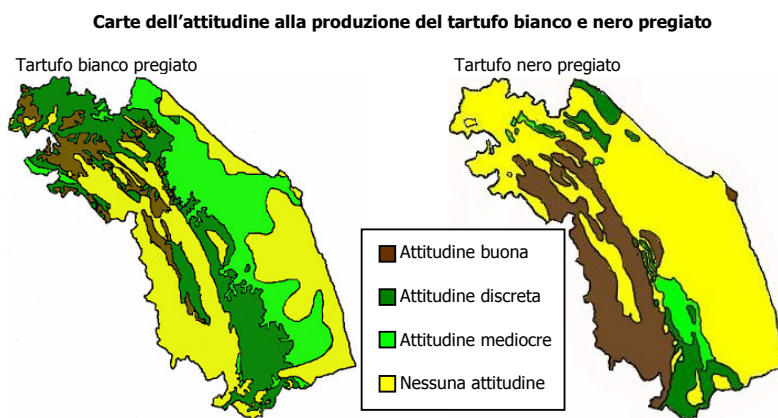 Carte dell'attitudine alla produzione del tartufo bianco e nero pregiato
Tartufo bianco pregiato
Tartufo nero pregiato
Attitudine buona
Attitudine discreta
Attitudine mediocre
Nessuna attitudine